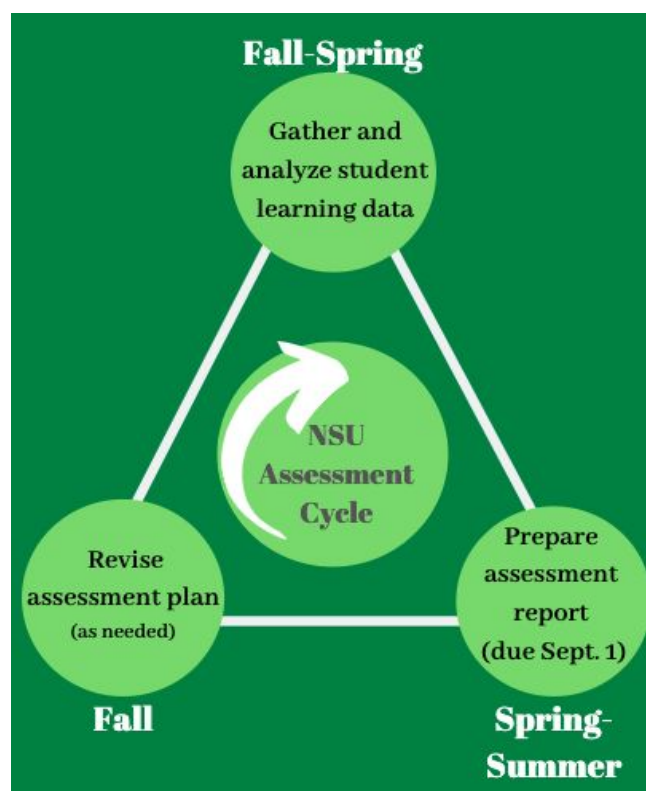 Fall-Spring
Gather and
analyze student
learning data
NSU
Assessment
Cycle
Revise
assessment plan
(as needed)
Fall
Prepare
assessment
report
(due Sept. 1)
Spring-
Summer